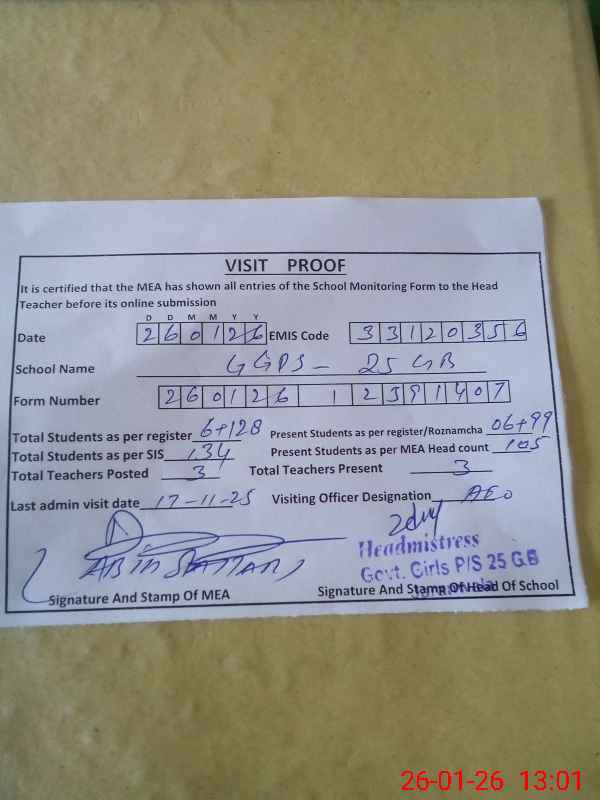 VISIT PROOF
It is certified that the MEA has shown all entries of the School Monitoring Form to the Head
Teacher before its online submission
D D M M Y Y
Date 2 6 0 1 2 6 EMIS Code 3 3 1 2 0 3 5 6
School Name GGPS - 25 GB
Form Number 2 6 0 1 2 6 1 2 3 9 1 4 0 7
Total Students as per register 6+128 Present Students as per register/Roznamcha 06+99
Total Students as per SIS 134 Present Students as per MEA Head count 105
Total Teachers Posted 3 Total Teachers Present 3
Last admin visit date 17-11-25 Visiting Officer Designation AEO
Headmistress
Govt. Girls P/S 25 G.B
Signature And Stamp Of MEA Signature And Stamp Of Head Of School
26-01-26 13:01